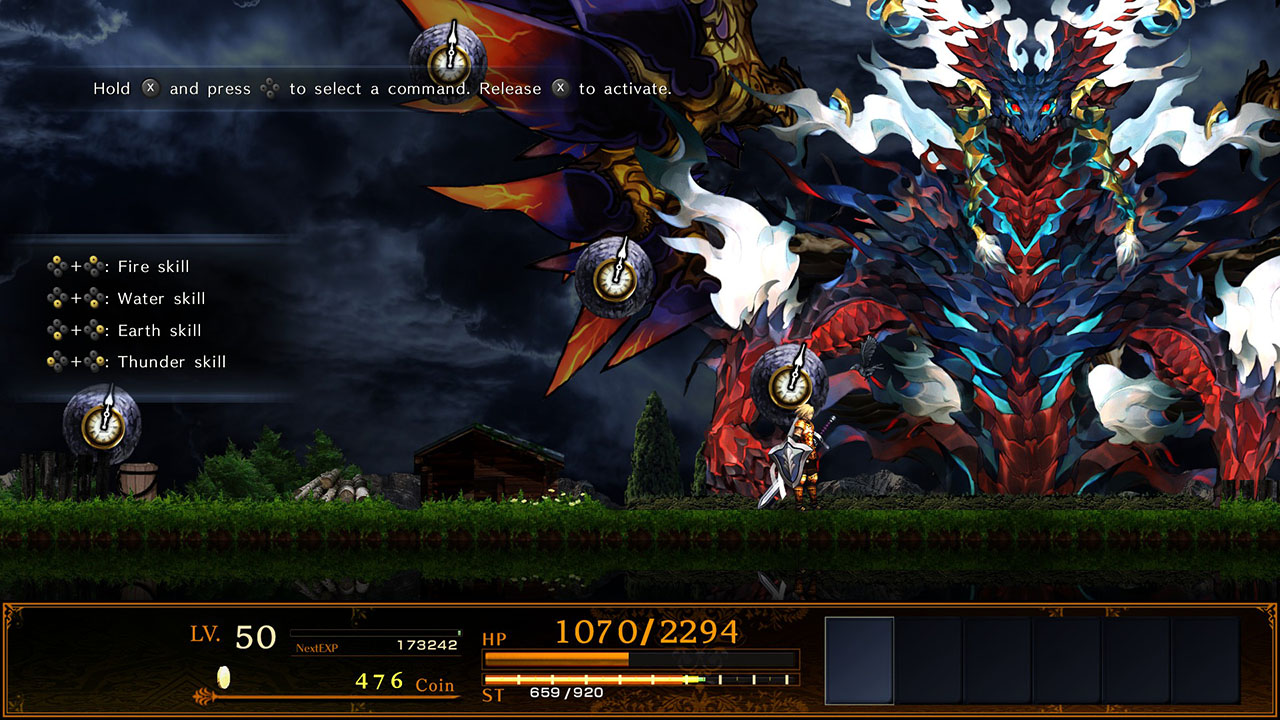 Hold X and press to select a command. Release X to activate.
+ : Fire skill
+ : Water skill
+ : Earth skill
+ : Thunder skill
LV. 50
NextEXP 173242
476 Coin
HP 1070/2294
ST 659/920